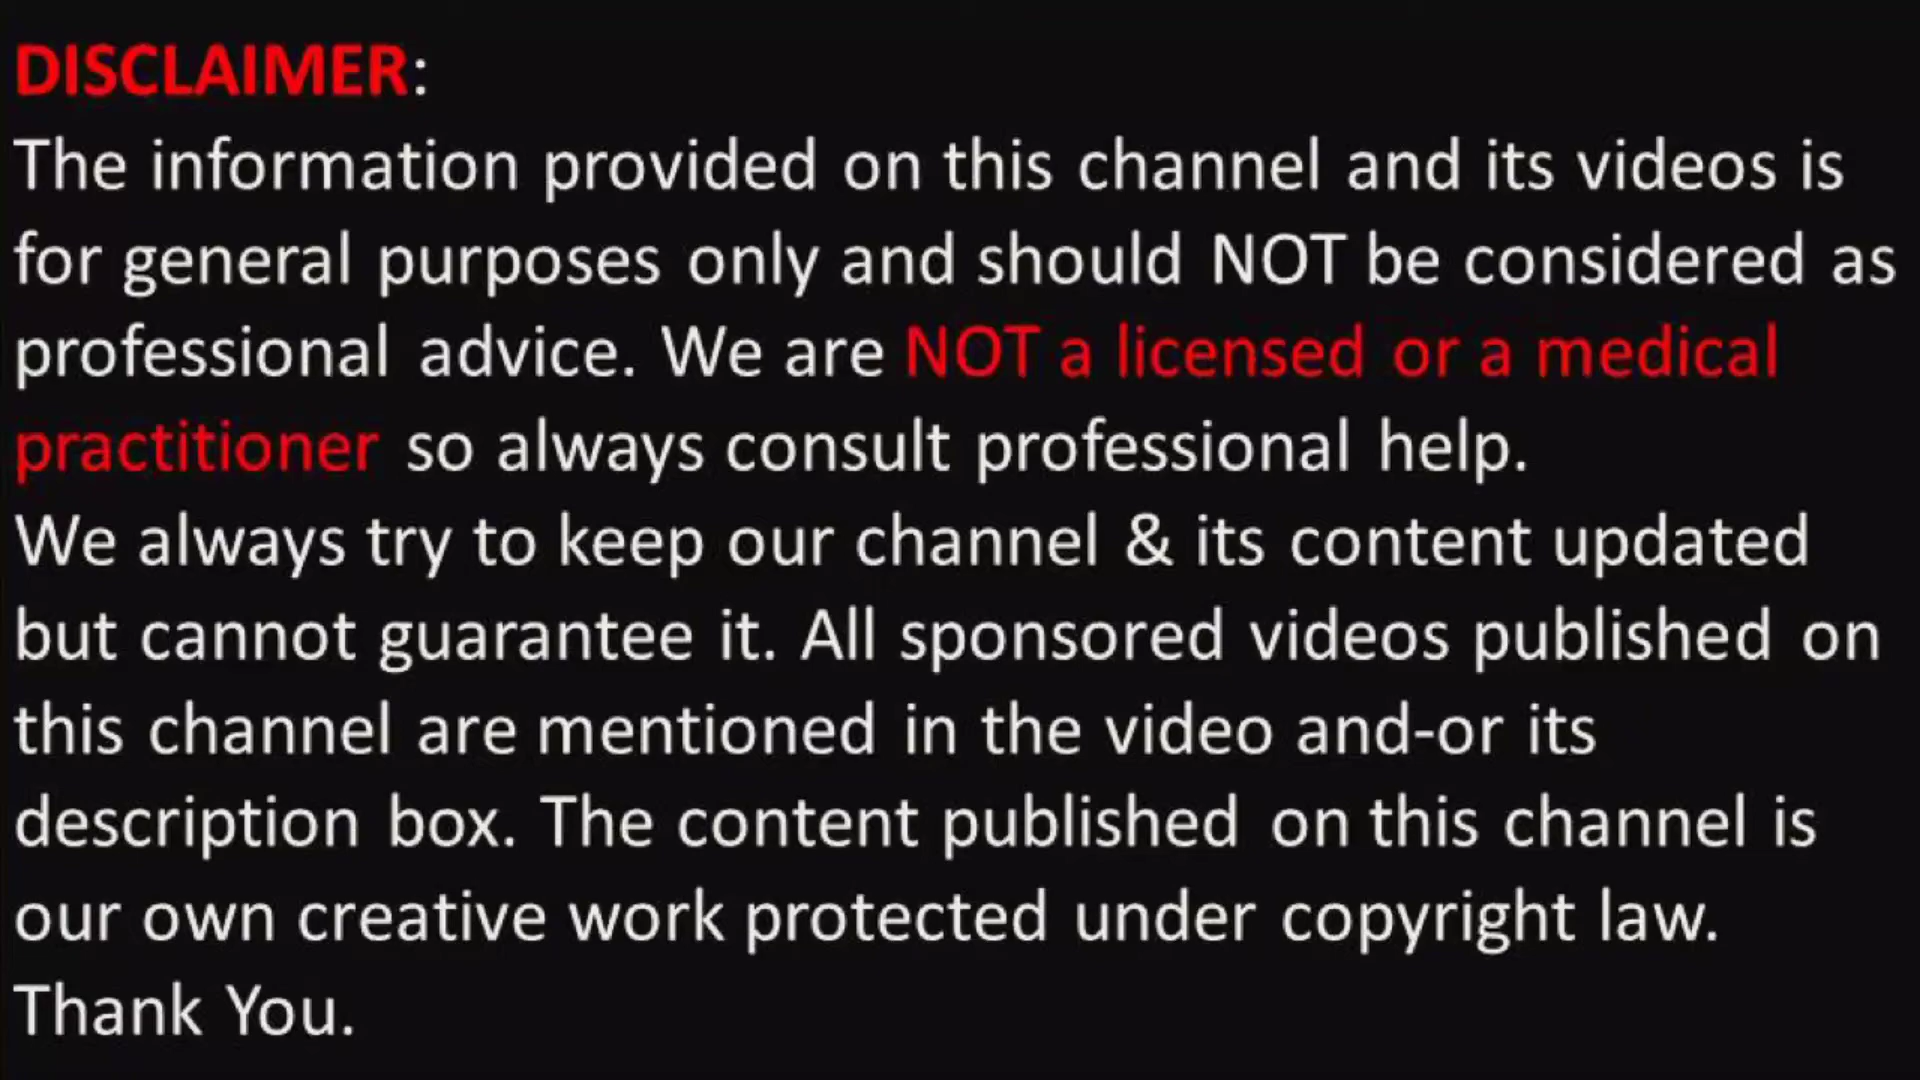 DISCLAIMER:
The information provided on this channel and its videos is
for general purposes only and should NOT be considered as
professional advice. We are NOT a licensed or a medical
practitioner so always consult professional help.
We always try to keep our channel & its content updated
but cannot guarantee it. All sponsored videos published on
this channel are mentioned in the video and-or its
description box. The content published on this channel is
our own creative work protected under copyright law.
Thank You.